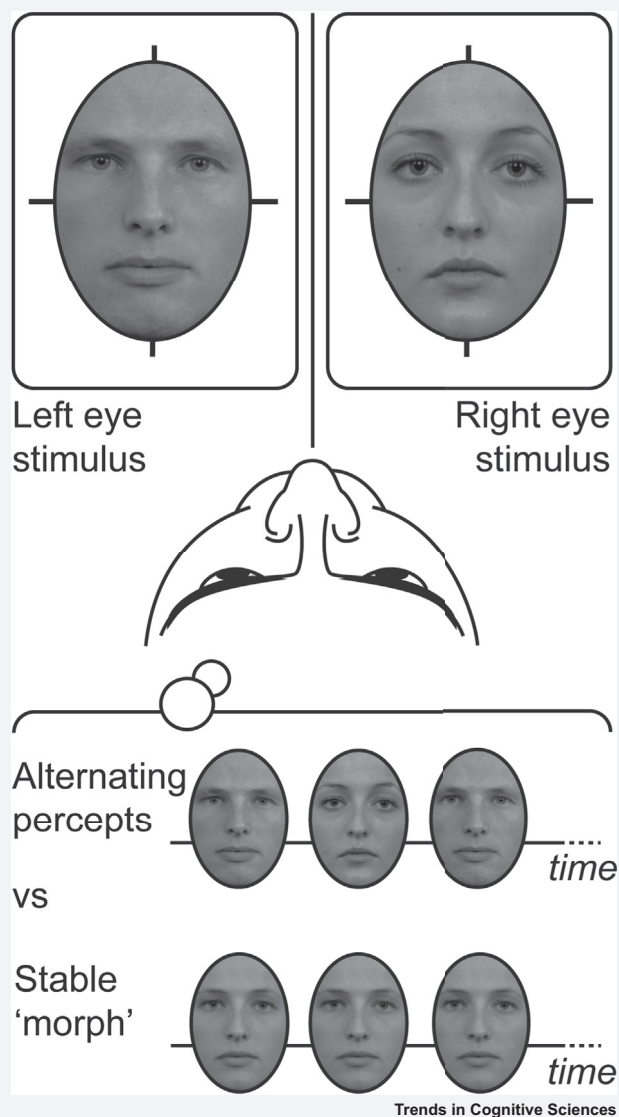 Left eye
stimulus
Right eye
stimulus
Alternating
percepts
time
vs
Stable
‘morph’
time
Trends in Cognitive Sciences